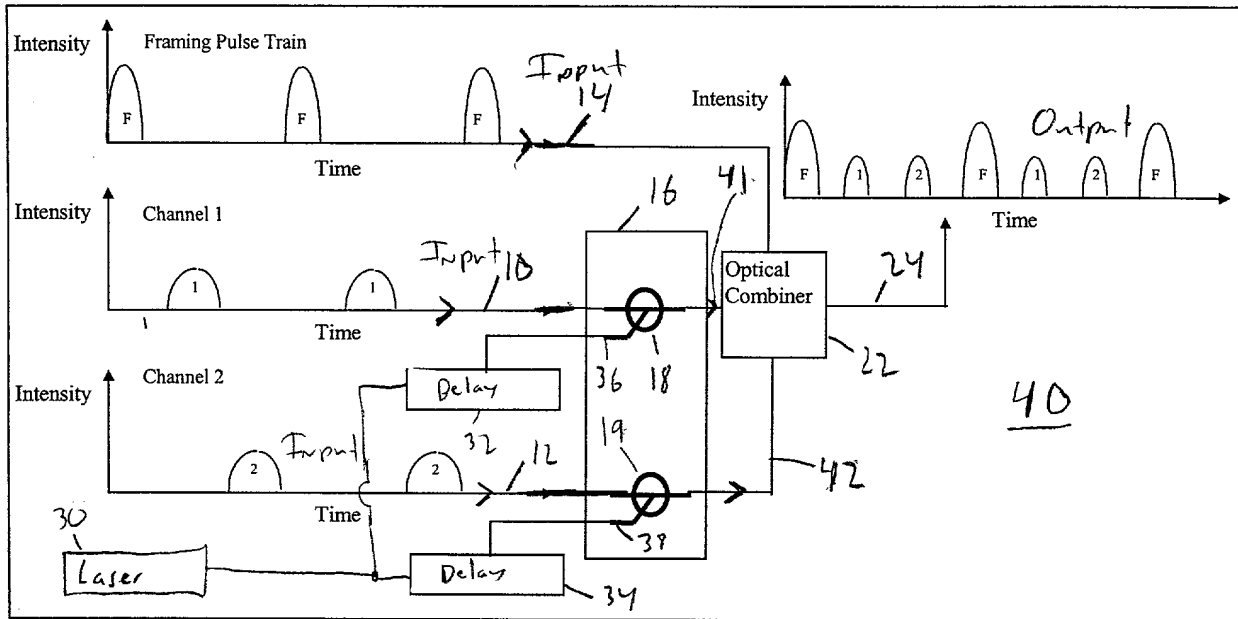 Intensity
Framing Pulse Train
F
F
F
Time
Input
14
Intensity
Output
F
1
2
F
1
2
F
Time
Intensity
Channel 1
1
1
Time
Input
10
16
41
18
36
Optical
Combiner
24
22
Delay
32
Intensity
Channel 2
2
2
Input
Time
12
19
38
42
40
30
Laser
Delay
34